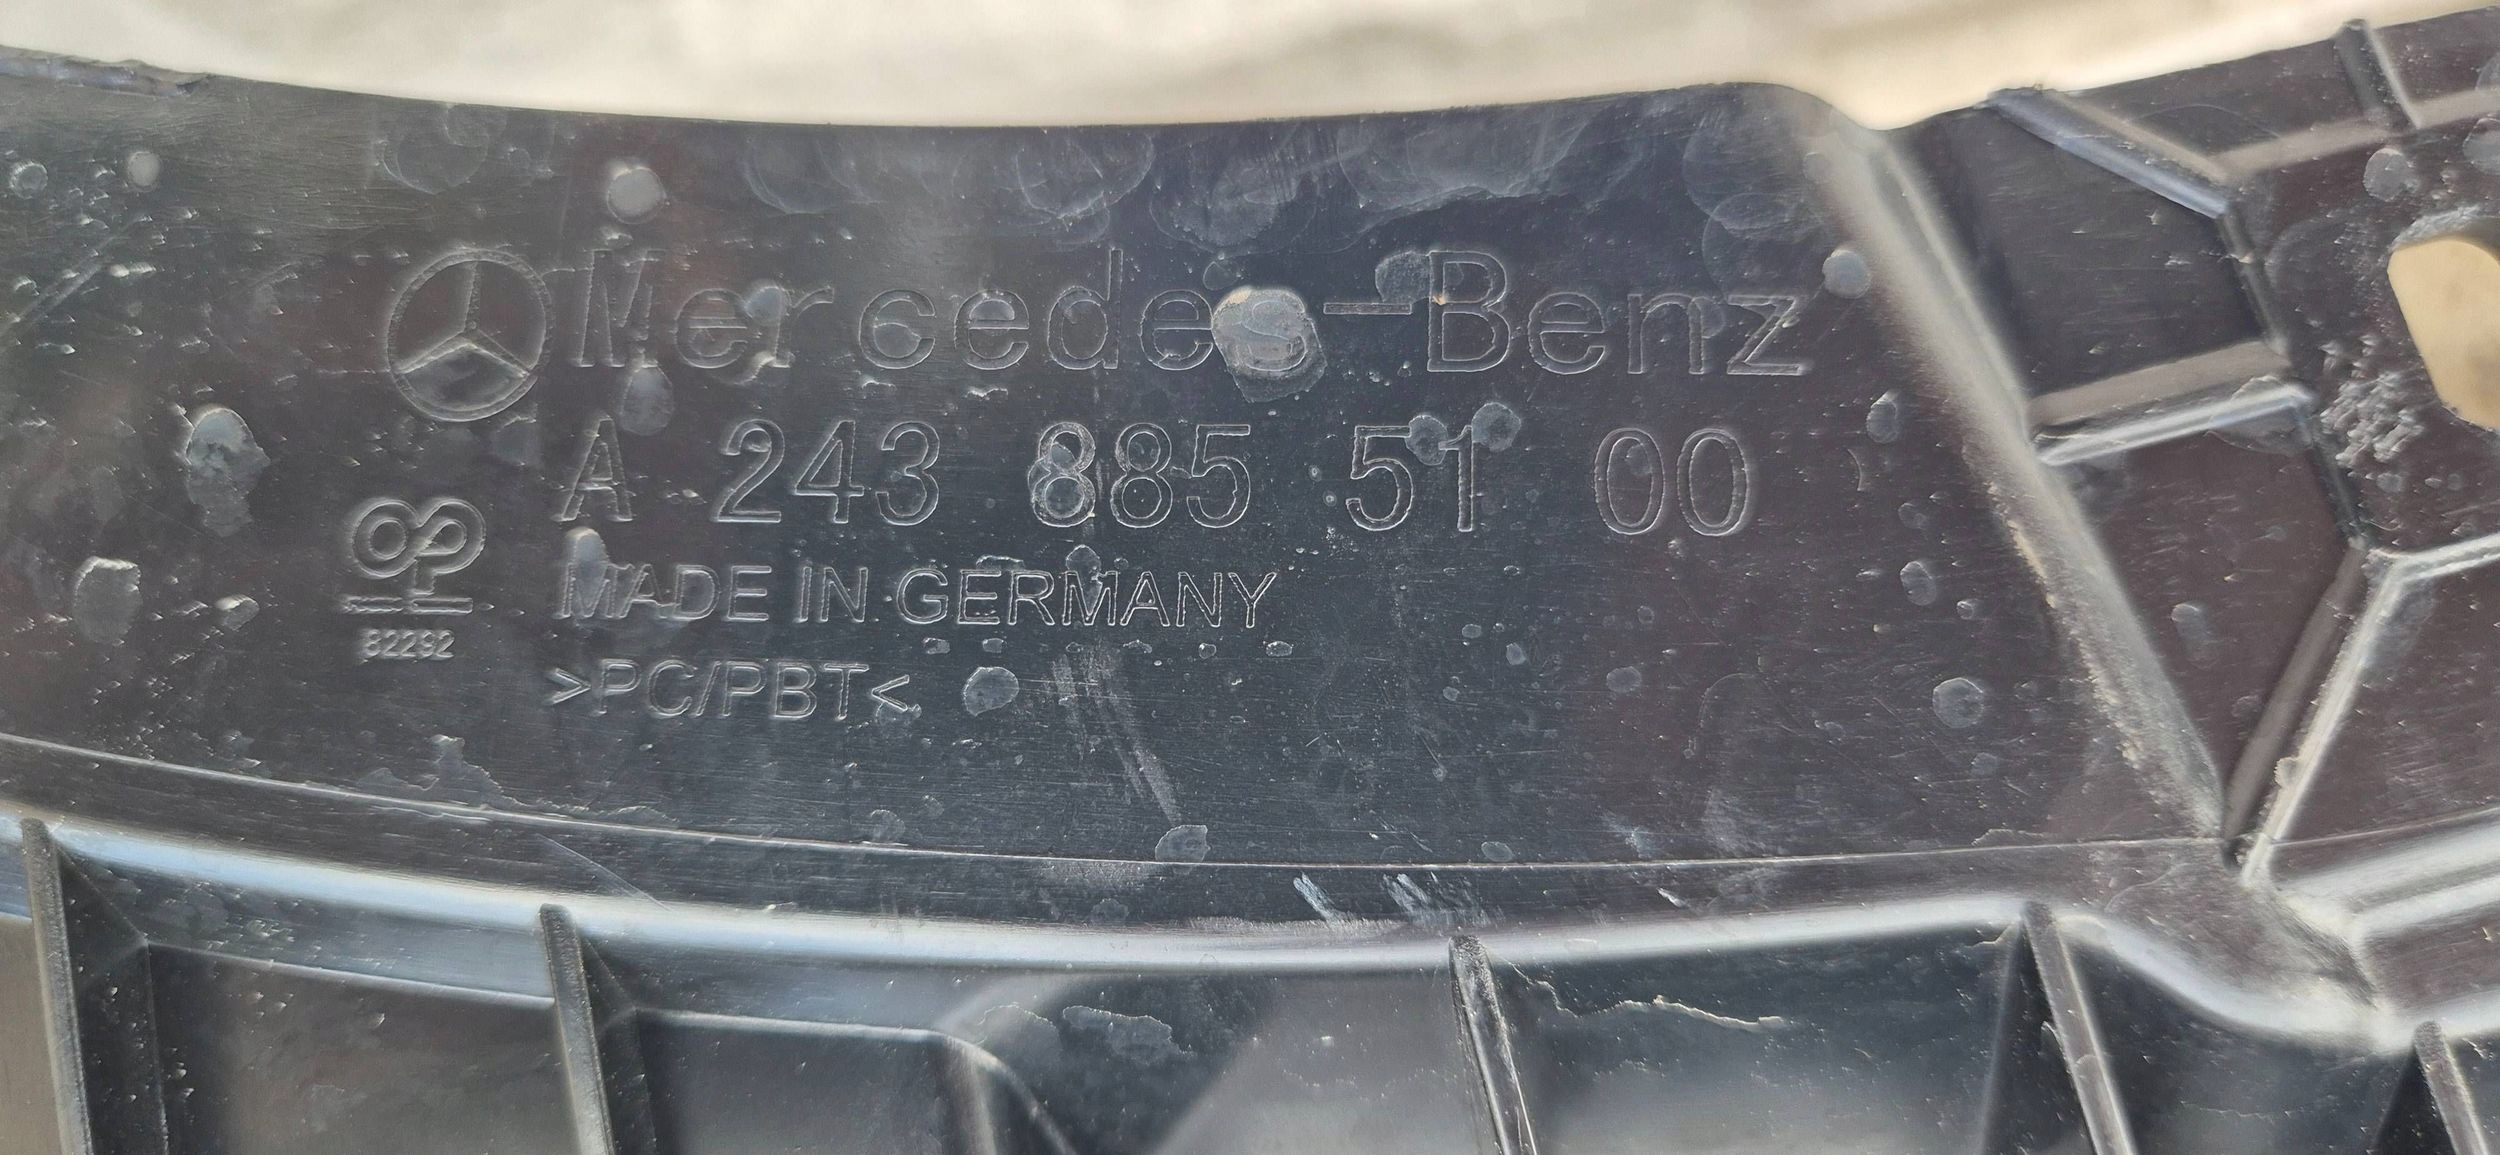 Mercedes-Benz
A 243 885 51 00
MADE IN GERMANY
>PC/PBT<
82292